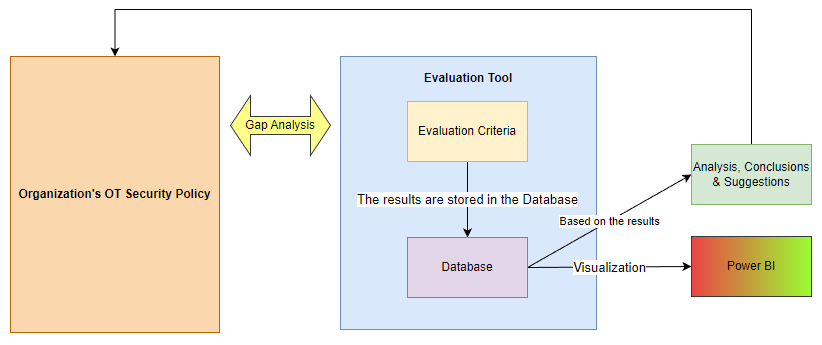 Evaluation Tool
Gap Analysis
Evaluation Criteria
Organization's OT Security Policy
The results are stored in the Database
Analysis, Conclusions
& Suggestions
Based on the results
Database
Visualization
Power BI